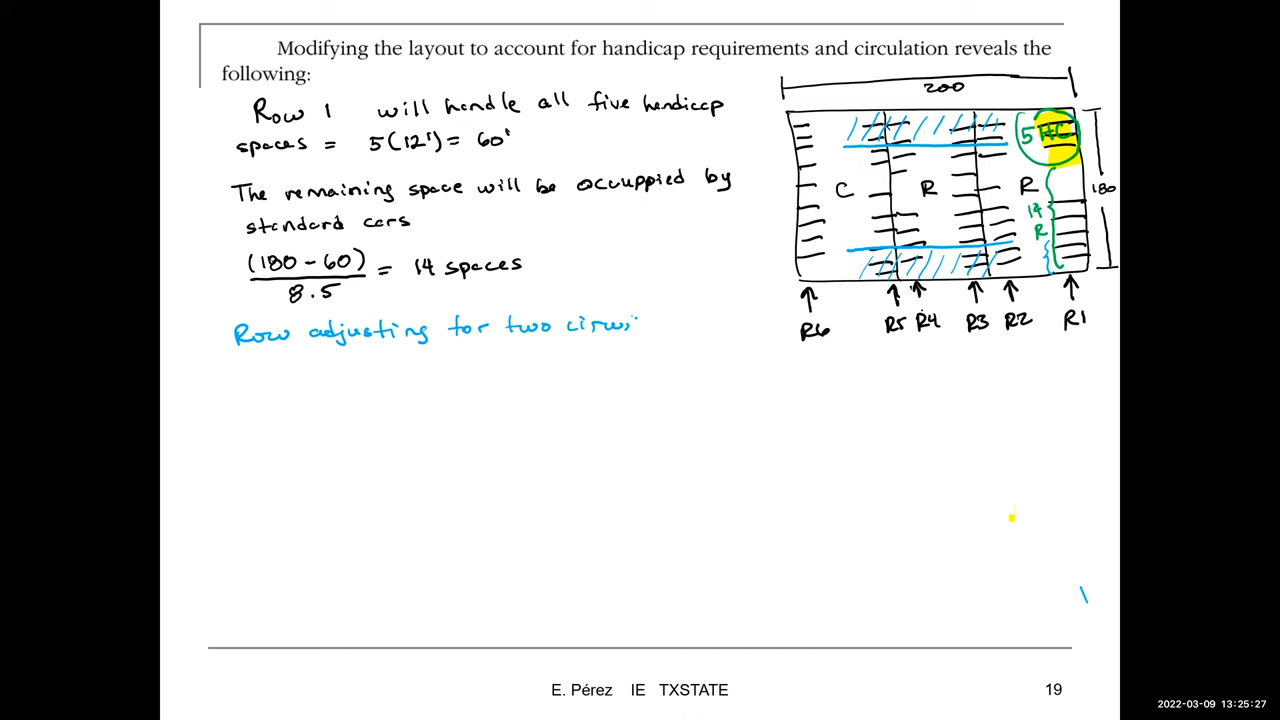 Modifying the layout to account for handicap requirements and circulation reveals the
following:
Row 1 will handle all five handicap
spaces = 5(12') = 60'
The remaining space will be occuppied by
standard cars
(180 - 60)
8.5
= 14 spaces
Row adjusting for two
200
5 HC
C R R
180
14
R
R6 R5 R4 R3 R2 R1
E. Pérez IE TXSTATE
19
2022-03-09 13:25:27